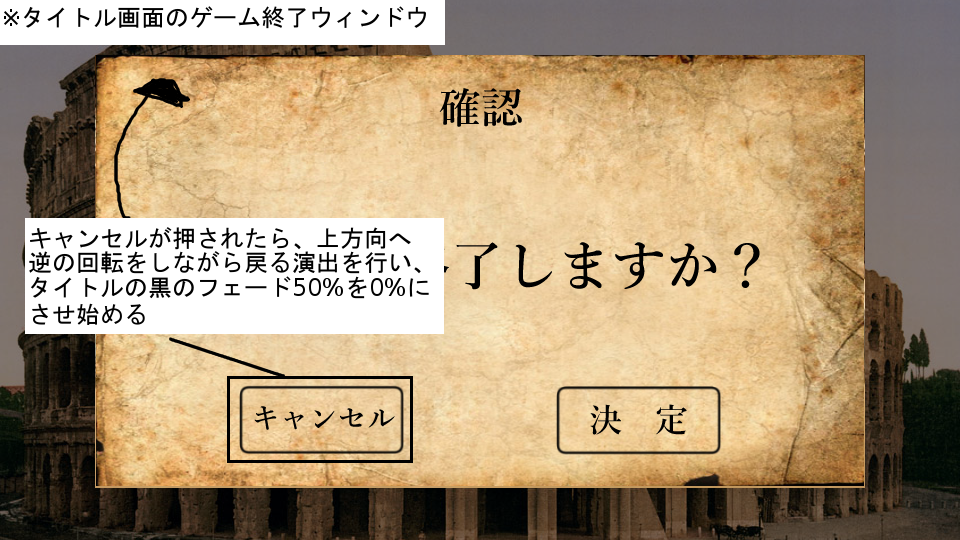 ※タイトル画面のゲーム終了ウィンドウ
確認
キャンセルが押されたら、上方向へ
逆の回転をしながら戻る演出を行い、
タイトルの黒のフェード50%を0%に
させ始める
了しますか？
キャンセル
決　定